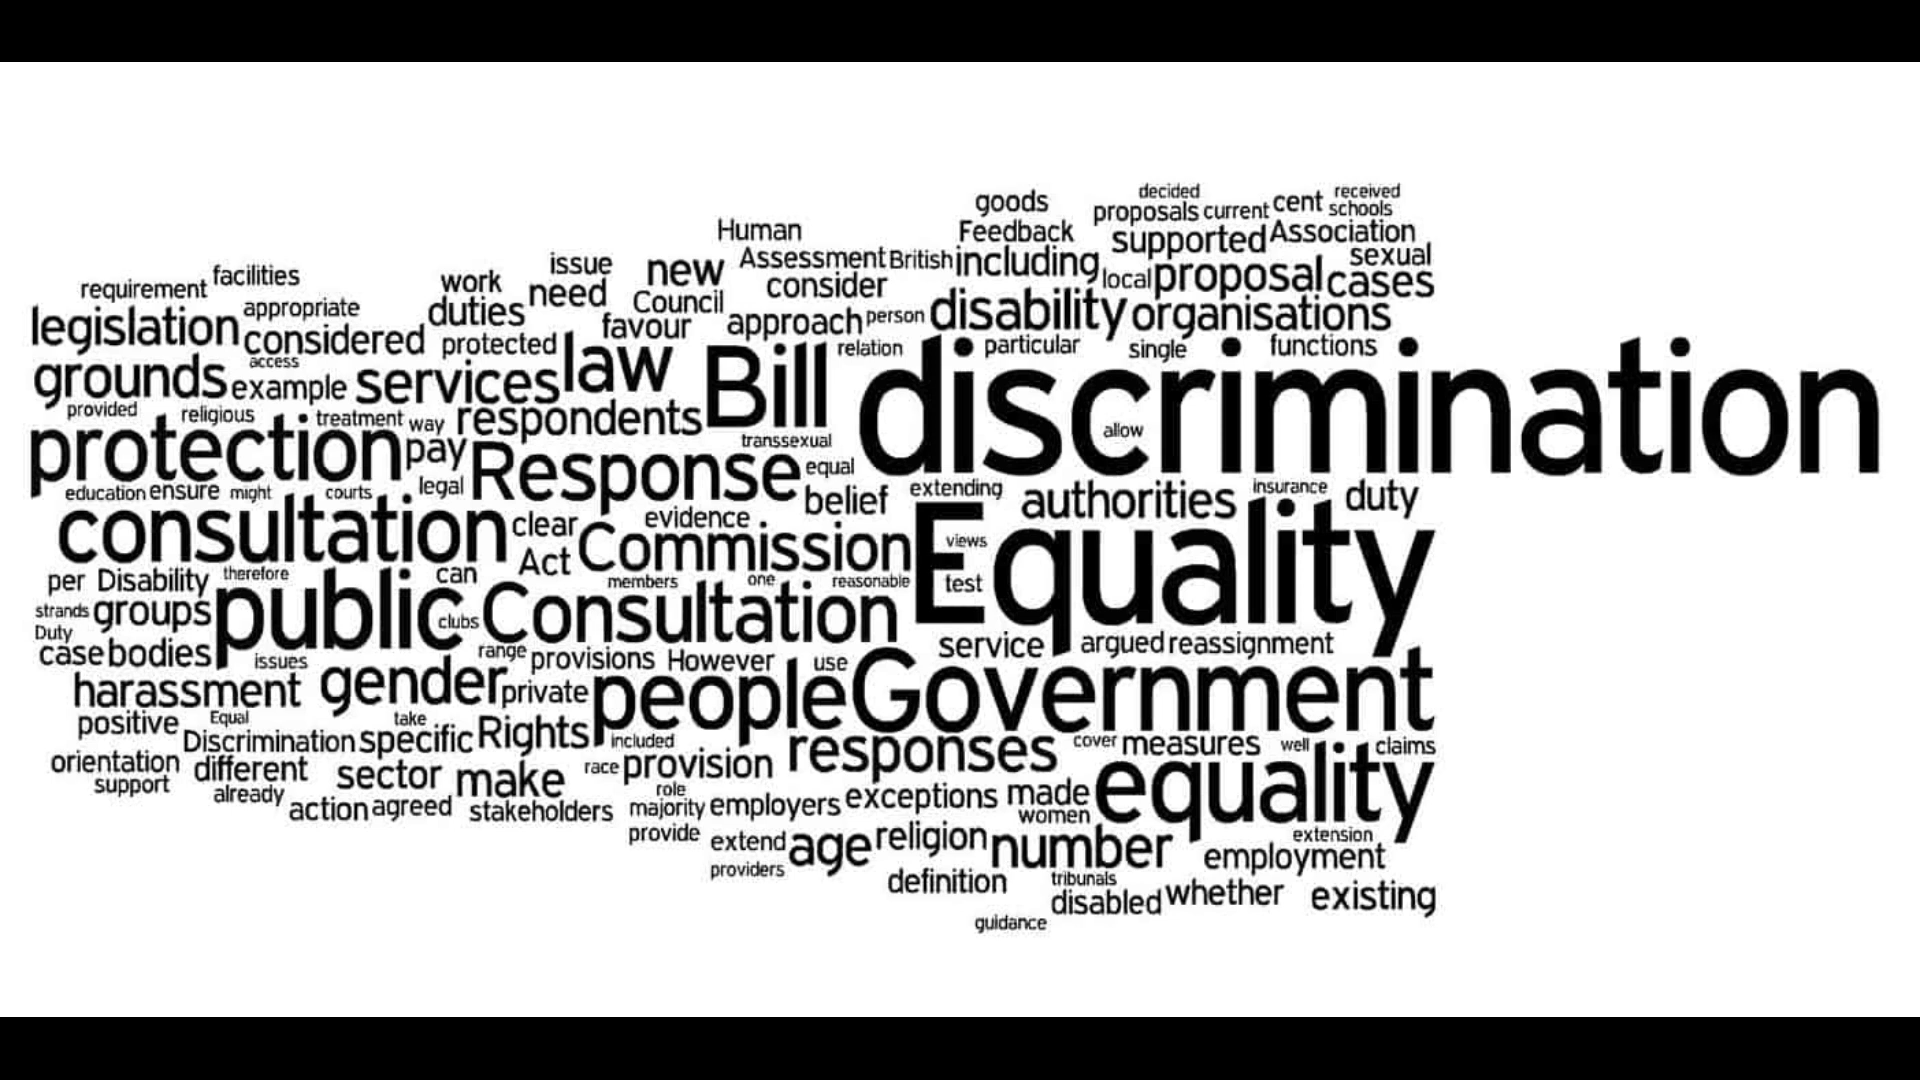 decided received
goods proposals current cent schools
Human Feedback supported Association
issue new Assessment British including local proposal sexual
requirement facilities work need Council consider cases
legislation appropriate duties favour approach person disability organisations
considered protected law Bill relation particular single functions
grounds access example services discrimination
provided religious treatment way respondents transsexual allow
protection pay Response equal
education ensure might courts legal belief extending authorities insurance duty
consultation clear evidence Commission Equality views
Act
per Disability therefore can members one reasonable test
strands groups public clubs Consultation
Duty
case bodies issues range provisions However use service argued reassignment
harassment gender private people Government
positive Equal take
Discrimination specific Rights included responses cover measures well claims
orientation different sector make race provision equality
support already action agreed stakeholders role majority employers exceptions made women
provide extend age religion number extension employment
providers definition tribunals
disabled whether existing
guidance